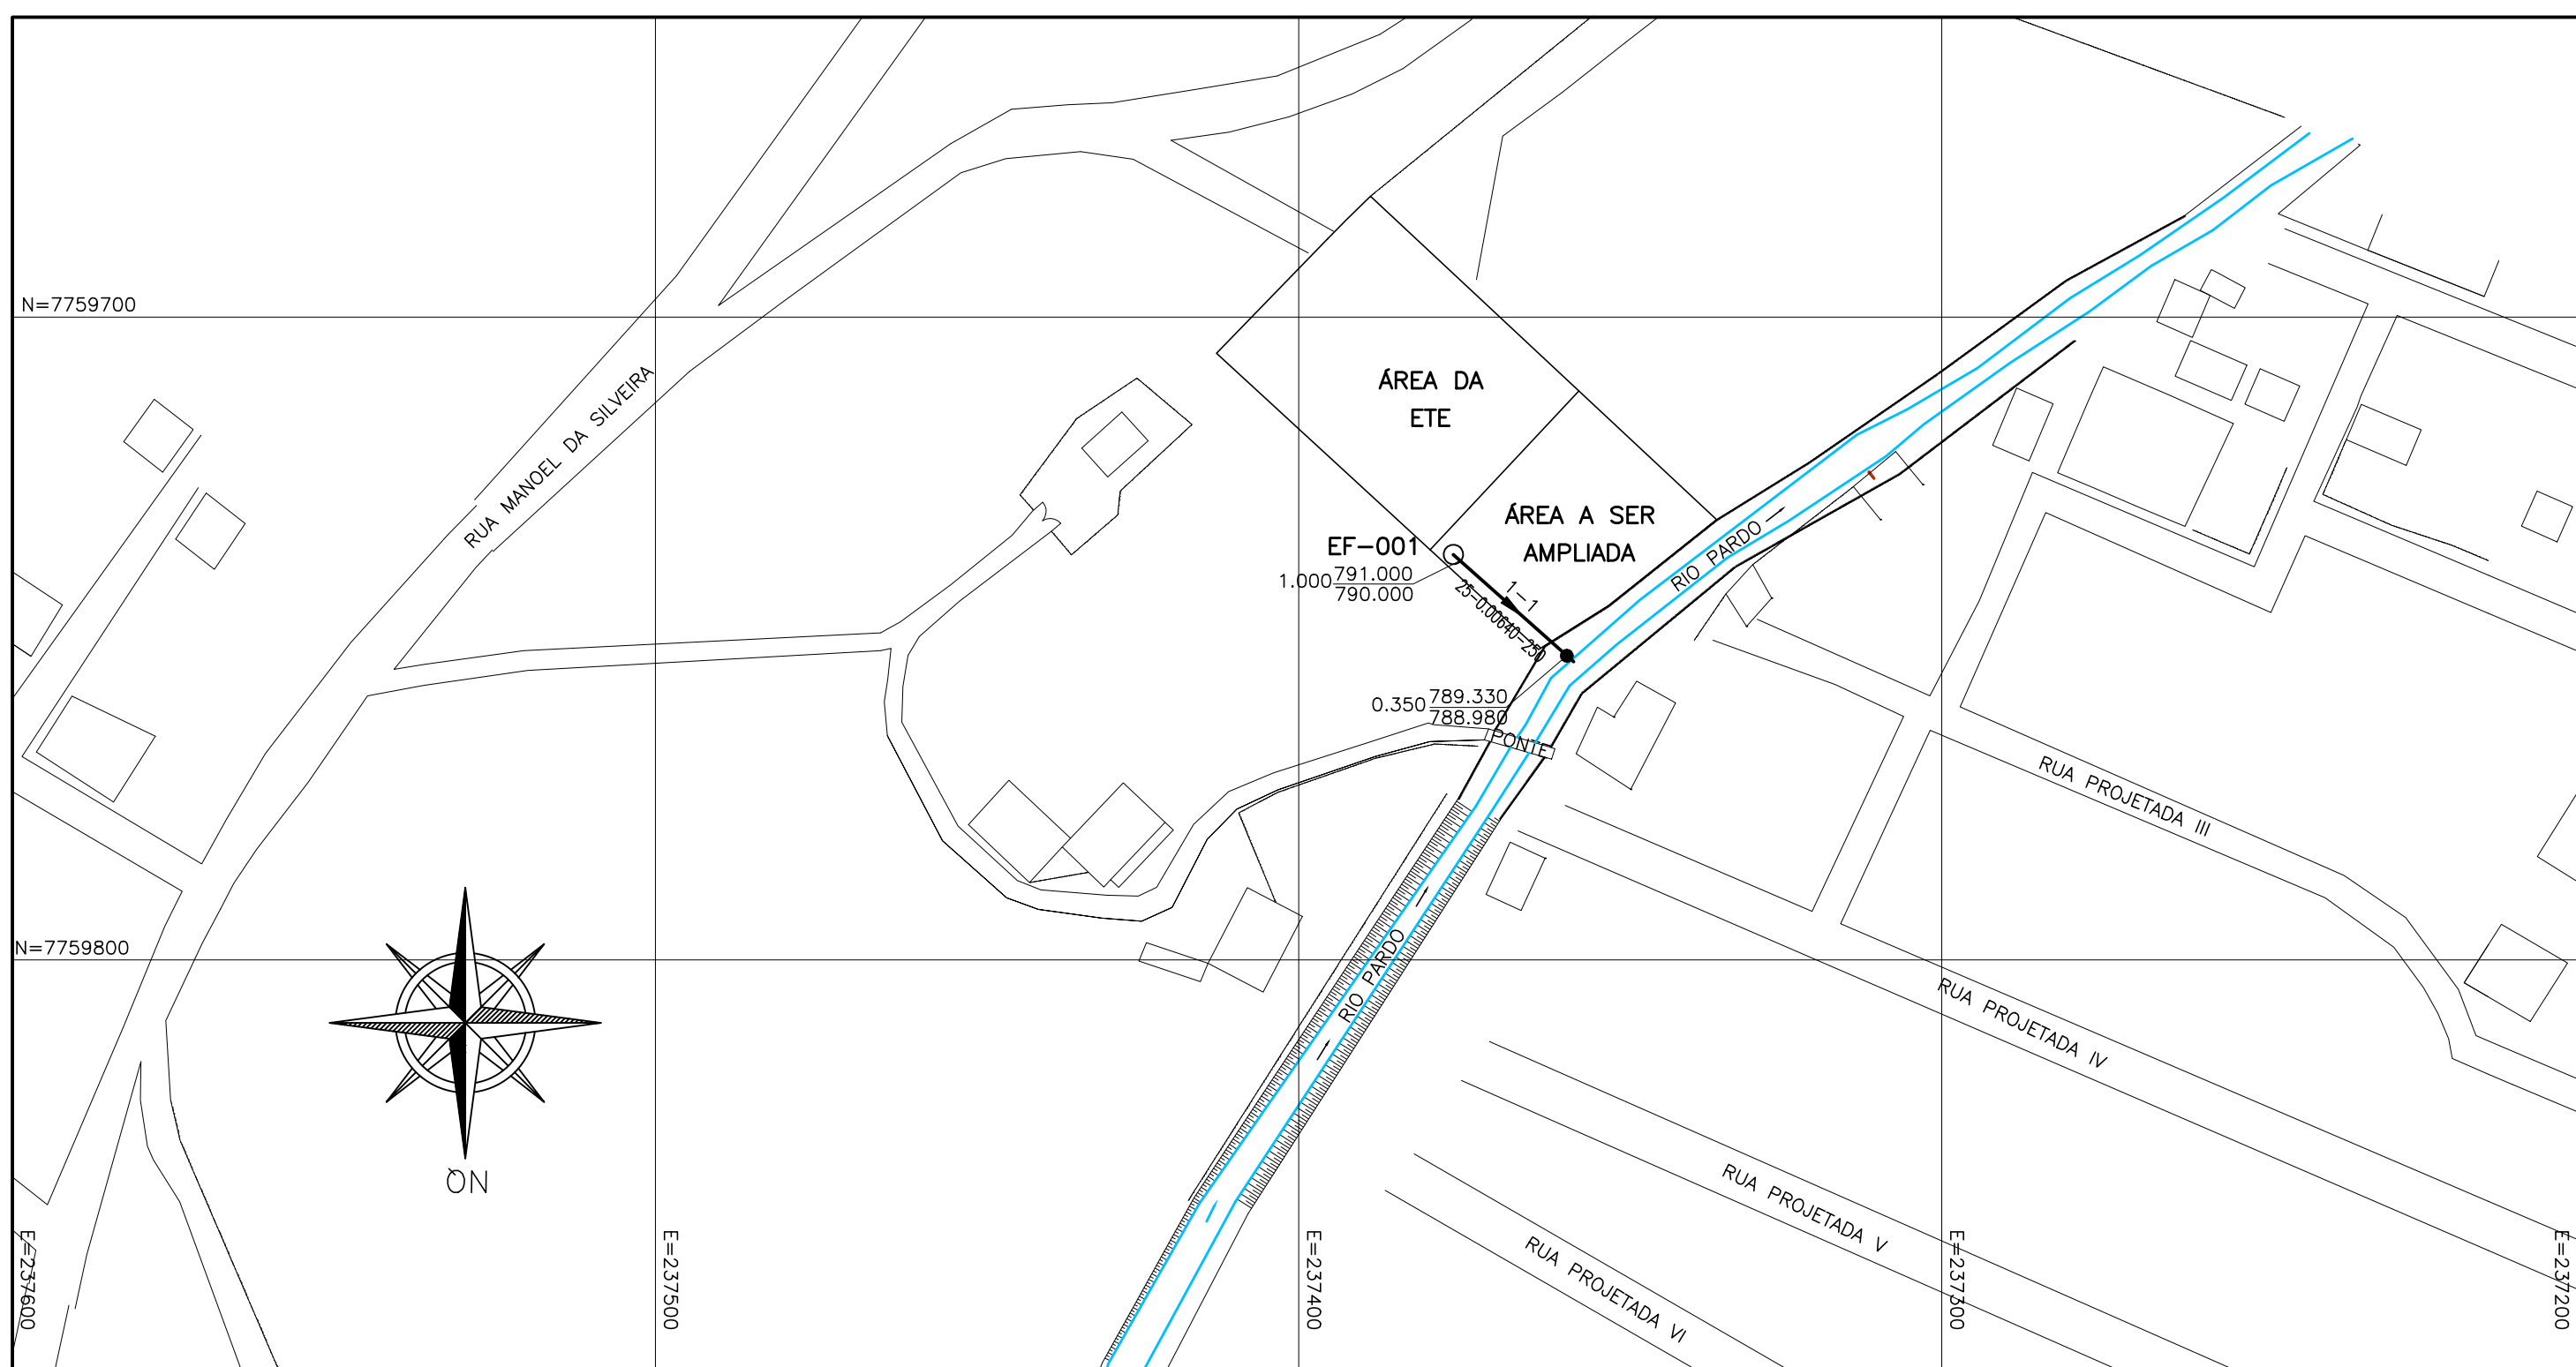 N=7759700
RUA MANOEL DA SILVEIRA
ÁREA DA
ETE
ÁREA A SER
AMPLIADA
EF-001
1.000 791.000
790.000
1-1
25-0.00640-250
RIO PARDO
0.350 789.330
788.980
PONTE
RUA PROJETADA III
N=7759800
RIO PARDO
RUA PROJETADA IV
NQ
RUA PROJETADA V
RUA PROJETADA VI
E=237600
E=237500
E=237400
E=237300
E=237200